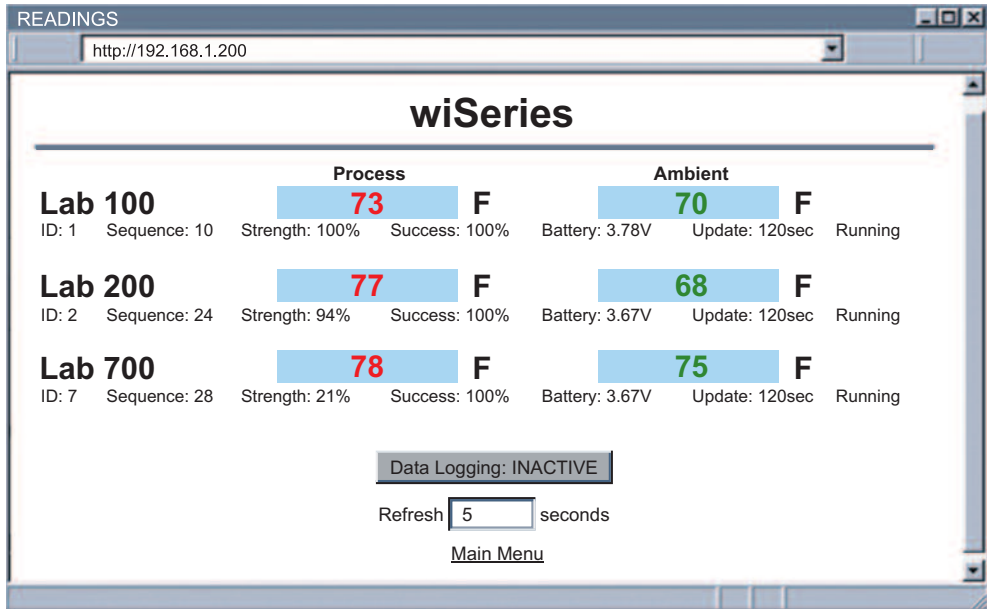 READINGS
http://192.168.1.200
wiSeries
Process Ambient
Lab 100 73 F 70 F
ID: 1 Sequence: 10 Strength: 100% Success: 100% Battery: 3.78V Update: 120sec Running
Lab 200 77 F 68 F
ID: 2 Sequence: 24 Strength: 94% Success: 100% Battery: 3.67V Update: 120sec Running
Lab 700 78 F 75 F
ID: 7 Sequence: 28 Strength: 21% Success: 100% Battery: 3.67V Update: 120sec Running
Data Logging: INACTIVE
Refresh 5 seconds
Main Menu